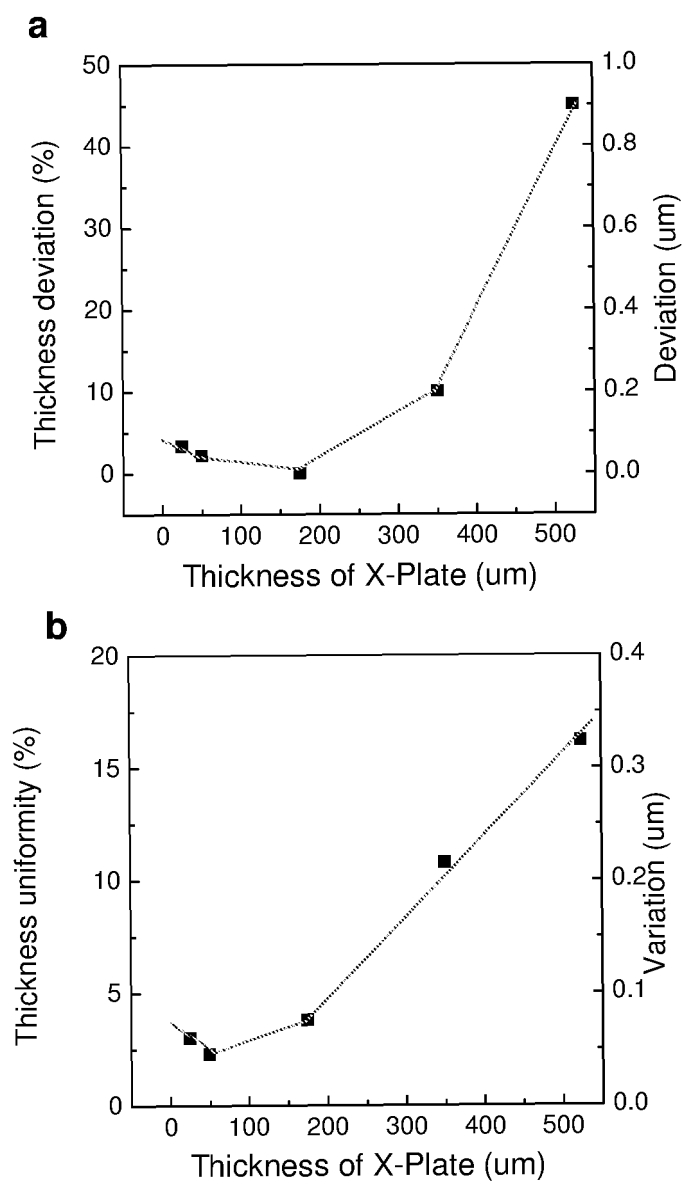 a
Thickness deviation (%)
50
40
30
20
10
0
1.0
0.8
0.6
0.4
0.2
0.0
Deviation (um)
0 100 200 300 400 500
Thickness of X-Plate (um)
b
Thickness uniformity (%)
20
15
10
5
0
0.4
0.3
0.2
0.1
0.0
Variation (um)
0 100 200 300 400 500
Thickness of X-Plate (um)